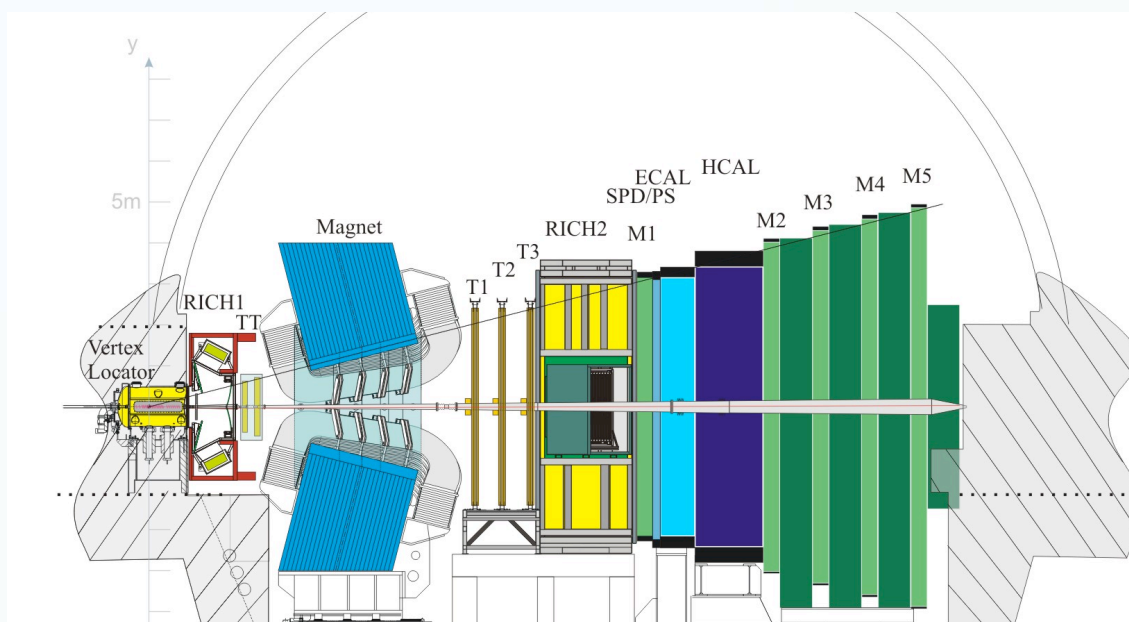 y
5m
Vertex
Locator
RICH1
TT
Magnet
T1
T2
T3
RICH2
SPD/PS
ECAL
M1
HCAL
M2
M3
M4
M5